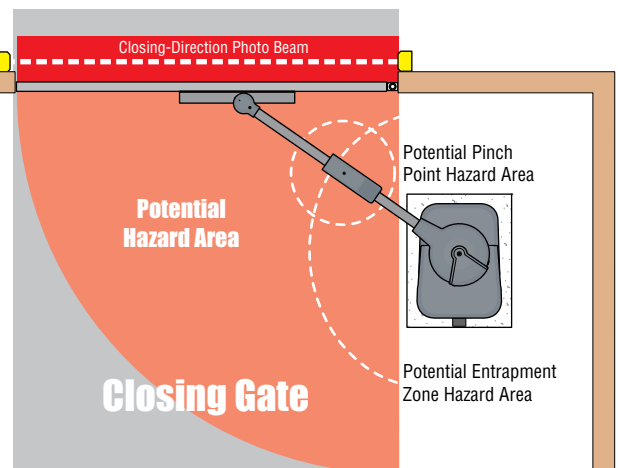 Closing-Direction Photo Beam
Potential Pinch
Point Hazard Area
Potential
Hazard Area
Potential Entrapment
Zone Hazard Area
Closing Gate